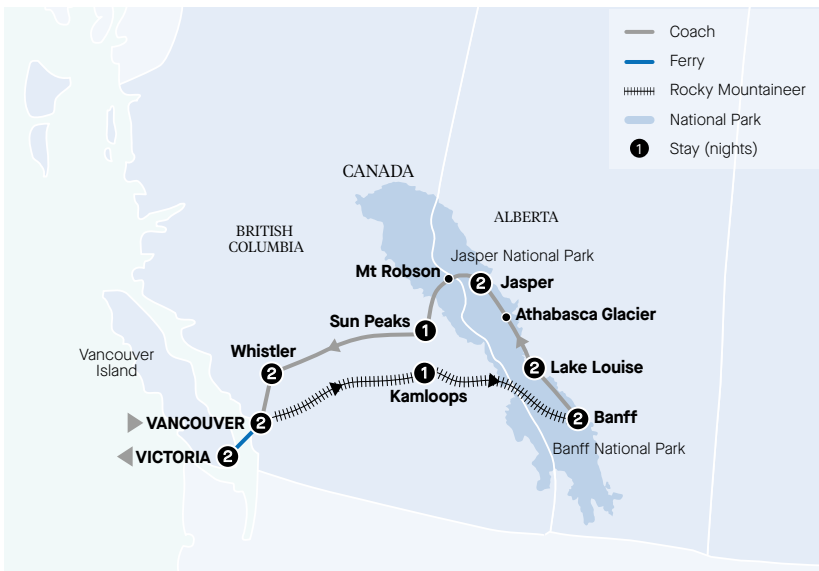 Coach
Ferry
Rocky Mountaineer
National Park
1 Stay (nights)
CANADA
ALBERTA
BRITISH
COLUMBIA
Jasper National Park
Mt Robson
2 Jasper
Athabasca Glacier
Sun Peaks 1
Whistler
2
Vancouver
Island
2 Lake Louise
1
Kamloops
2 Banff
VANCOUVER 2
Banff National Park
VICTORIA 2